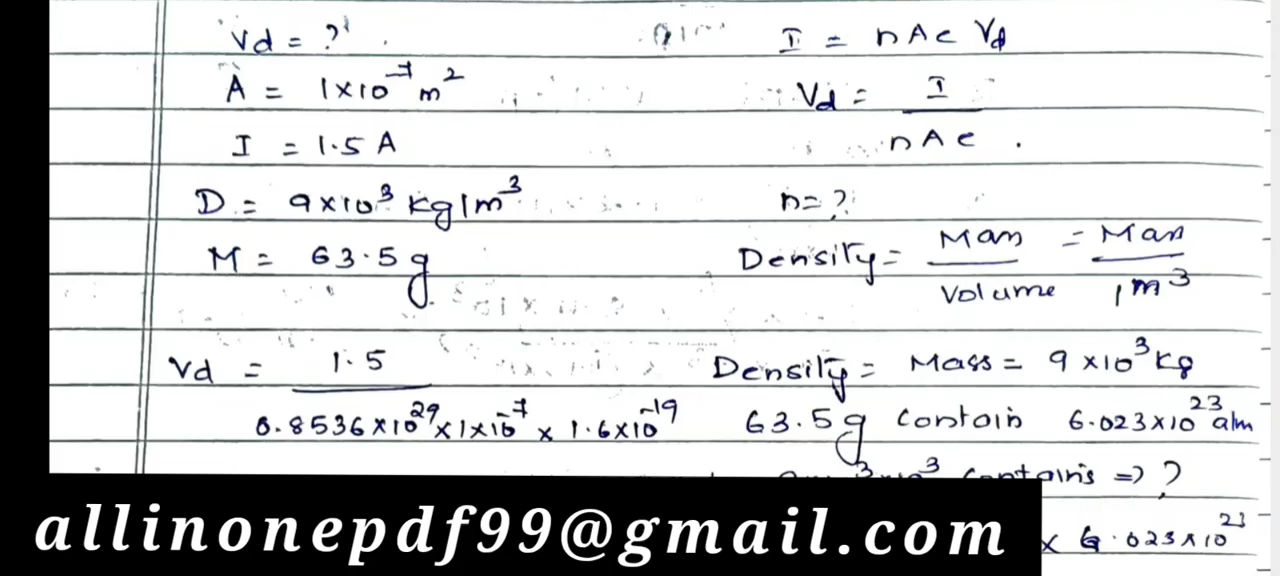 Vd = ?
A = 1×10⁻⁷ m²
I = 1.5 A
D = 9×10³ kg/m³
M = 63.5 g
Vd = 1.5
0.8536×10²⁹×1×10⁻⁷ × 1.6×10⁻¹⁹
I = nAe Vd
Vd = I
nAe .
n = ?
Density = Mass = Mass
Volume 1m³
Density = Mass = 9×10³ kg
63.5 g contain 6.023×10²³ atm
contains => ?
× 6.023×10²³
allinonepdf99@gmail.com